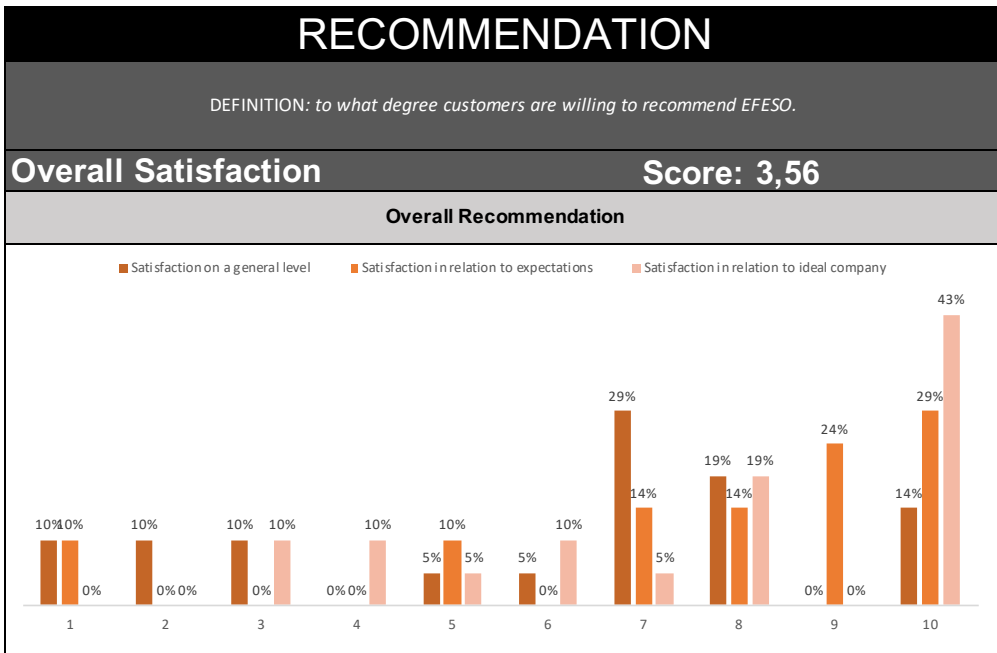 RECOMMENDATION
DEFINITION: to what degree customers are willing to recommend EFESO.
Overall Satisfaction Score: 3,56
Overall Recommendation
Satisfaction on a general level Satisfaction in relation to expectations Satisfaction in relation to ideal company
43%
29% 29%
24%
19% 19%
14% 14% 14%
10% 10% 10% 10% 10% 10% 10% 10%
5% 5% 5% 5%
0% 0% 0% 0% 0% 0% 0% 0% 0%
1 2 3 4 5 6 7 8 9 10